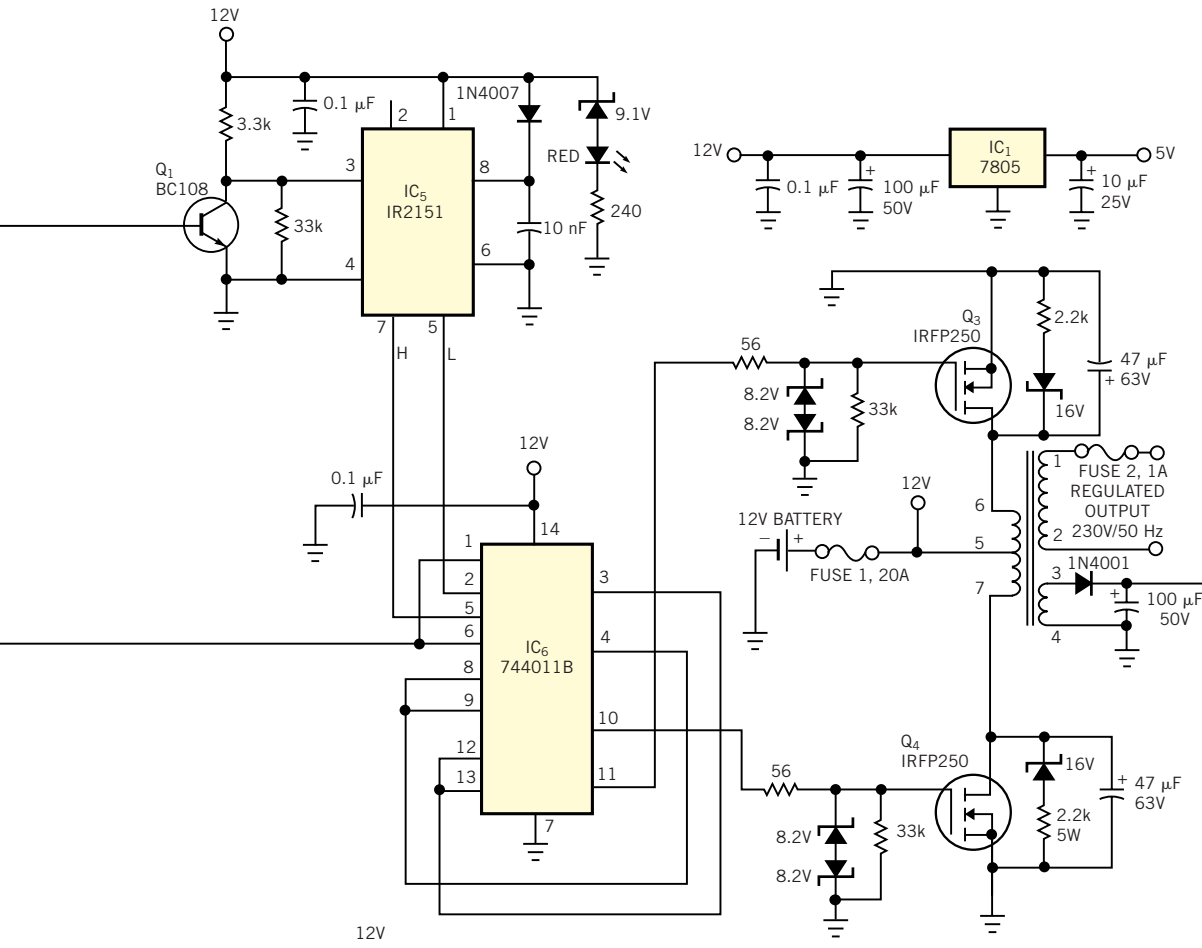 12V
0.1 μF
2
1
1N4007
9.1V
3.3k
RED
Q1
BC108
3
IC5
IR2151
8
33k
10 nF
240
4
6
7
5
H
L
12V
IC1
7805
5V
0.1 μF
+
100 μF
50V
+
10 μF
25V
Q3
IRFP250
2.2k
56
8.2V
8.2V
33k
47 μF
+ 63V
16V
12V
0.1 μF
14
12V
12V BATTERY
− +
FUSE 1, 20A
6
5
7
1
FUSE 2, 1A
REGULATED
OUTPUT
230V/50 Hz
2
3
1N4001
+
100 μF
50V
4
1
2
5
6
8
9
12
13
IC6
744011B
3
4
10
11
7
Q4
IRFP250
56
8.2V
8.2V
33k
16V
2.2k
5W
+
47 μF
63V
12V